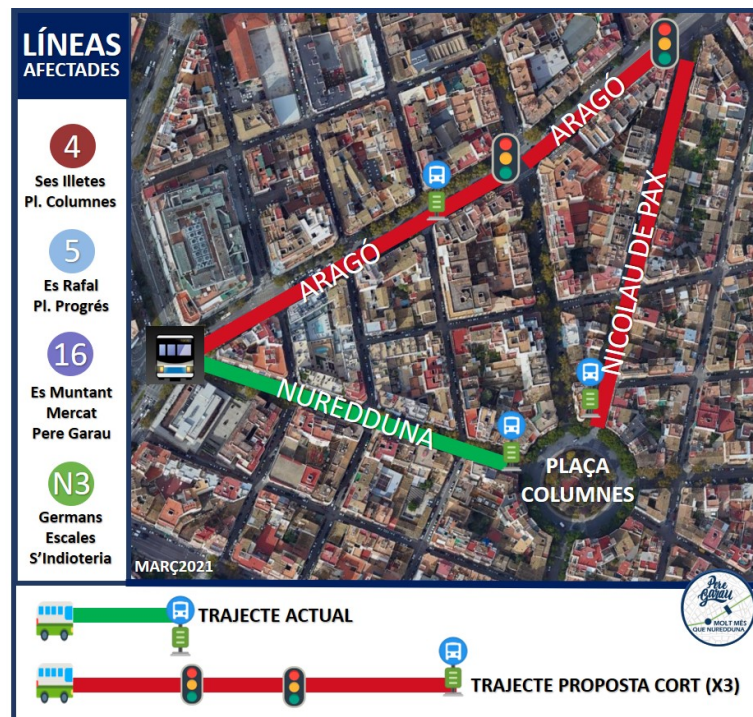 LÍNEAS
AFECTADES
4
Ses Illetes
Pl. Columnes
5
Es Rafal
Pl. Progrés
16
Es Muntant
Mercat
Pere Garau
N3
Germans
Escales
S'Indioteria
ARAGÓ
ARAGÓ
NICOLAU DE PAX
NUREDDUNA
PLAÇA
COLUMNES
MARÇ2021
TRAJECTE ACTUAL
TRAJECTE PROPOSTA CORT (X3)
Pere
Garau
MOLT MÉS
QUE NUREDDUNA